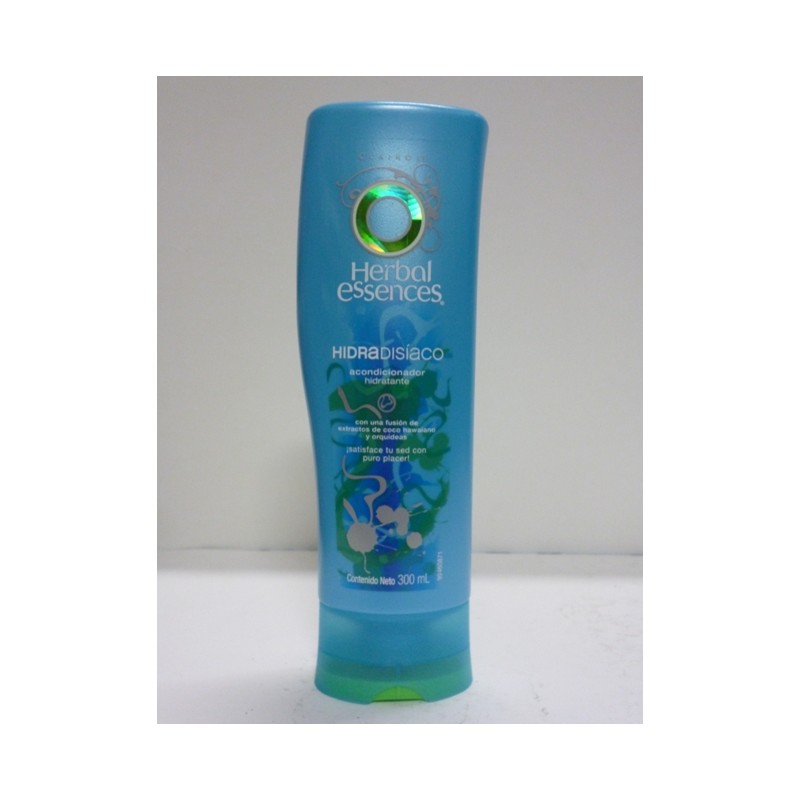 CLAIROL
Herbal
essences
HIDRADISÍACO
acondicionador
hidratante
con una fusión de
extractos de coco hawaiano
y orquídeas
¡satisface tu sed con
puro placer!
Contenido Neto 300 mL